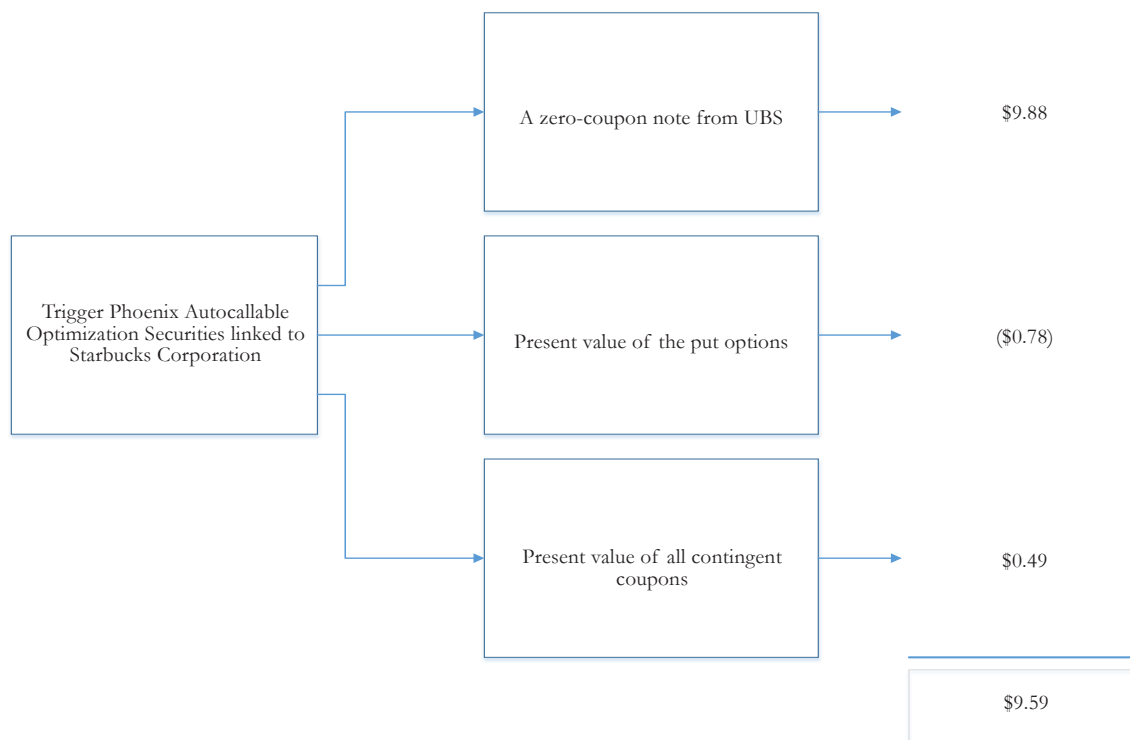 A zero-coupon note from UBS
$9.88
Trigger Phoenix Autocallable
Optimization Securities linked to
Starbucks Corporation
Present value of the put options
($0.78)
Present value of all contingent
coupons
$0.49
$9.59